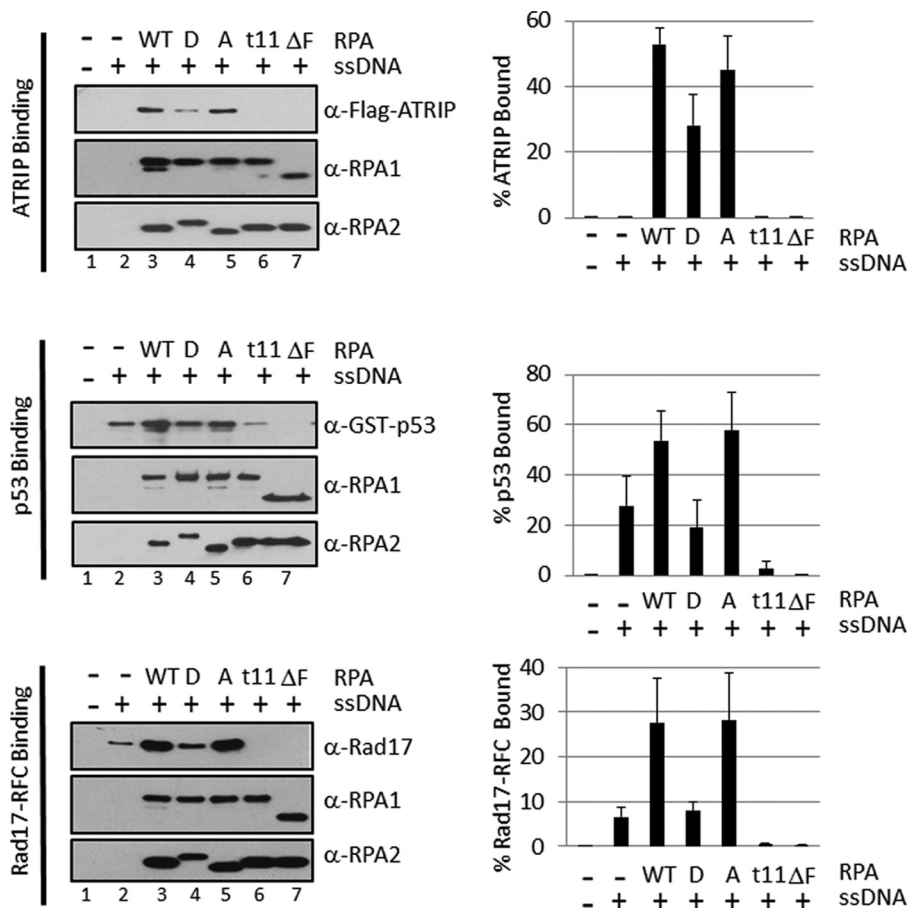 ATRIP Binding
- - WT D A t11 ΔF RPA
- + + + + + + ssDNA
α-Flag-ATRIP
α-RPA1
α-RPA2
1 2 3 4 5 6 7
% ATRIP Bound
60
40
20
0
- - WT D A t11 ΔF RPA
- + + + + + + ssDNA
p53 Binding
- - WT D A t11 ΔF RPA
- + + + + + + ssDNA
α-GST-p53
α-RPA1
α-RPA2
1 2 3 4 5 6 7
% p53 Bound
80
60
40
20
0
- - WT D A t11 ΔF RPA
- + + + + + + ssDNA
Rad17-RFC Binding
- - WT D A t11 ΔF RPA
- + + + + + + ssDNA
α-Rad17
α-RPA1
α-RPA2
1 2 3 4 5 6 7
% Rad17-RFC Bound
40
30
20
10
0
- - WT D A t11 ΔF RPA
- + + + + + + ssDNA